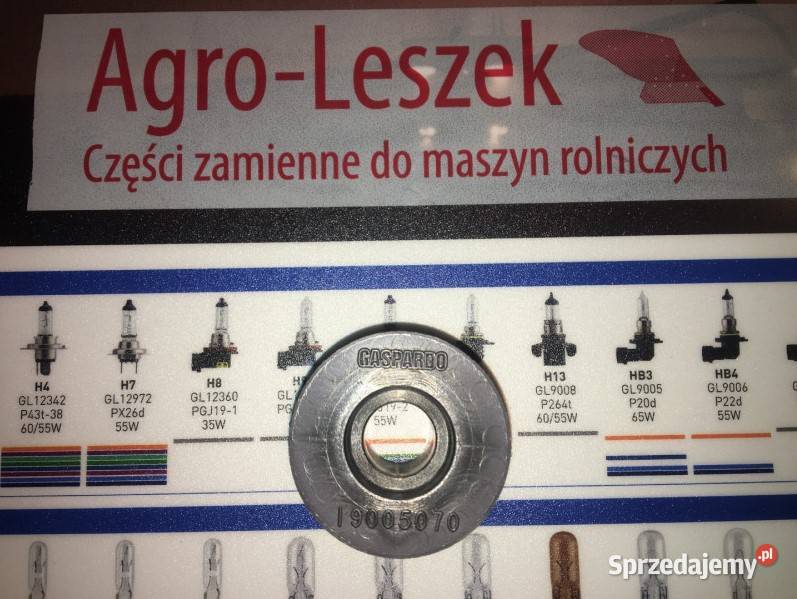 Agro-Leszek
Części zamienne do maszyn rolniczych
H4
GL12342
P43t-38
60/55W
H7
GL12972
PX26d
55W
H8
GL12360
PGJ19-1
35W
H13
GL9008
P264t
60/55W
HB3
GL9005
P20d
65W
HB4
GL9006
P22d
55W
GASPARDO
55W
19005070
Sprzedajemy.pl